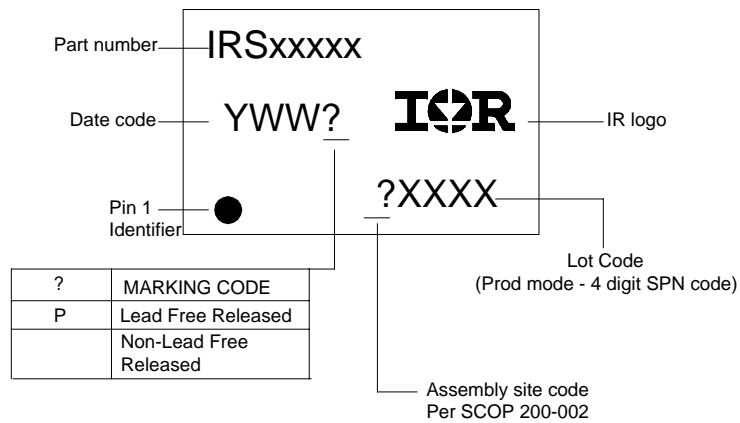 Part number
IRSxxxxx
Date code
YWW?
IOR
IR logo
?XXXX
Pin 1
Identifier
Lot Code
(Prod mode - 4 digit SPN code)
? MARKING CODE
P Lead Free Released
Non-Lead Free
Released
Assembly site code
Per SCOP 200-002